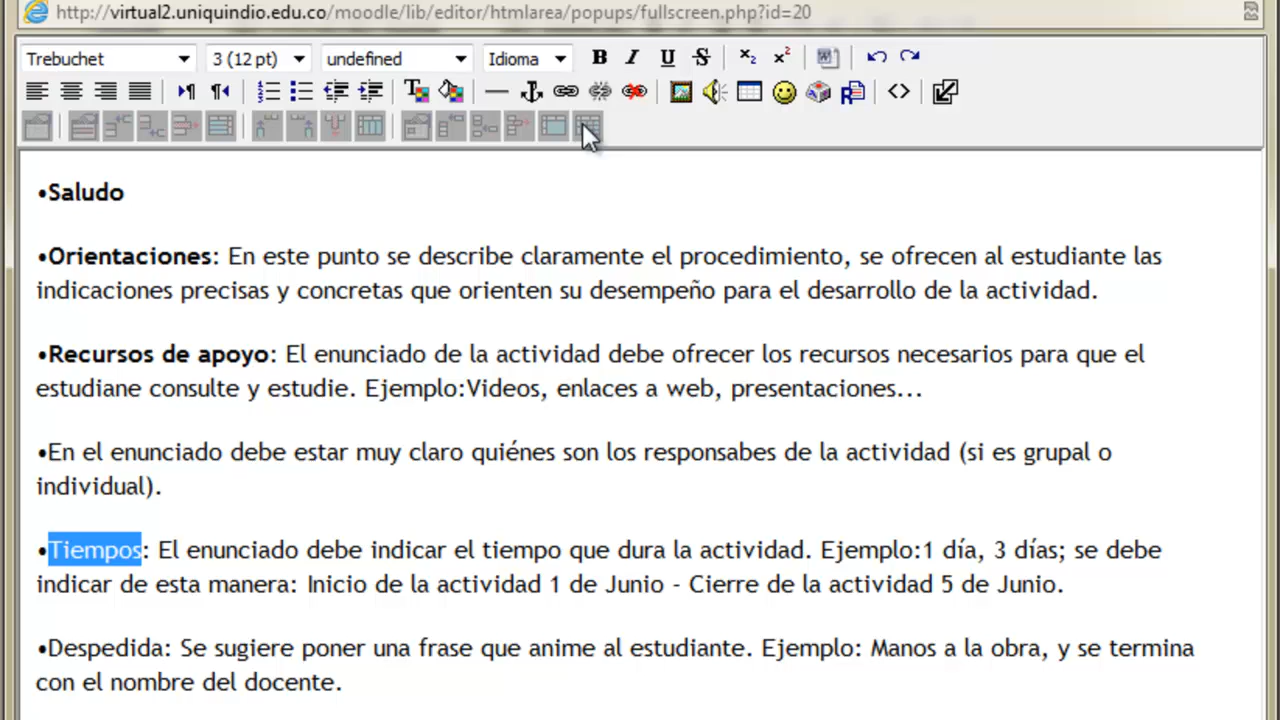 http://virtual2.uniquindio.edu.co/moodle/lib/editor/htmlarea/popups/fullscreen.php?id=20
Trebuchet 3 (12 pt) undefined Idioma B I U S x₂ x²
•Saludo
•Orientaciones: En este punto se describe claramente el procedimiento, se ofrecen al estudiante las
indicaciones precisas y concretas que orienten su desempeño para el desarrollo de la actividad.
•Recursos de apoyo: El enunciado de la actividad debe ofrecer los recursos necesarios para que el
estudiane consulte y estudie. Ejemplo:Videos, enlaces a web, presentaciones...
•En el enunciado debe estar muy claro quiénes son los responsabes de la actividad (si es grupal o
individual).
•Tiempos: El enunciado debe indicar el tiempo que dura la actividad. Ejemplo:1 día, 3 días; se debe
indicar de esta manera: Inicio de la actividad 1 de Junio - Cierre de la actividad 5 de Junio.
•Despedida: Se sugiere poner una frase que anime al estudiante. Ejemplo: Manos a la obra, y se termina
con el nombre del docente.